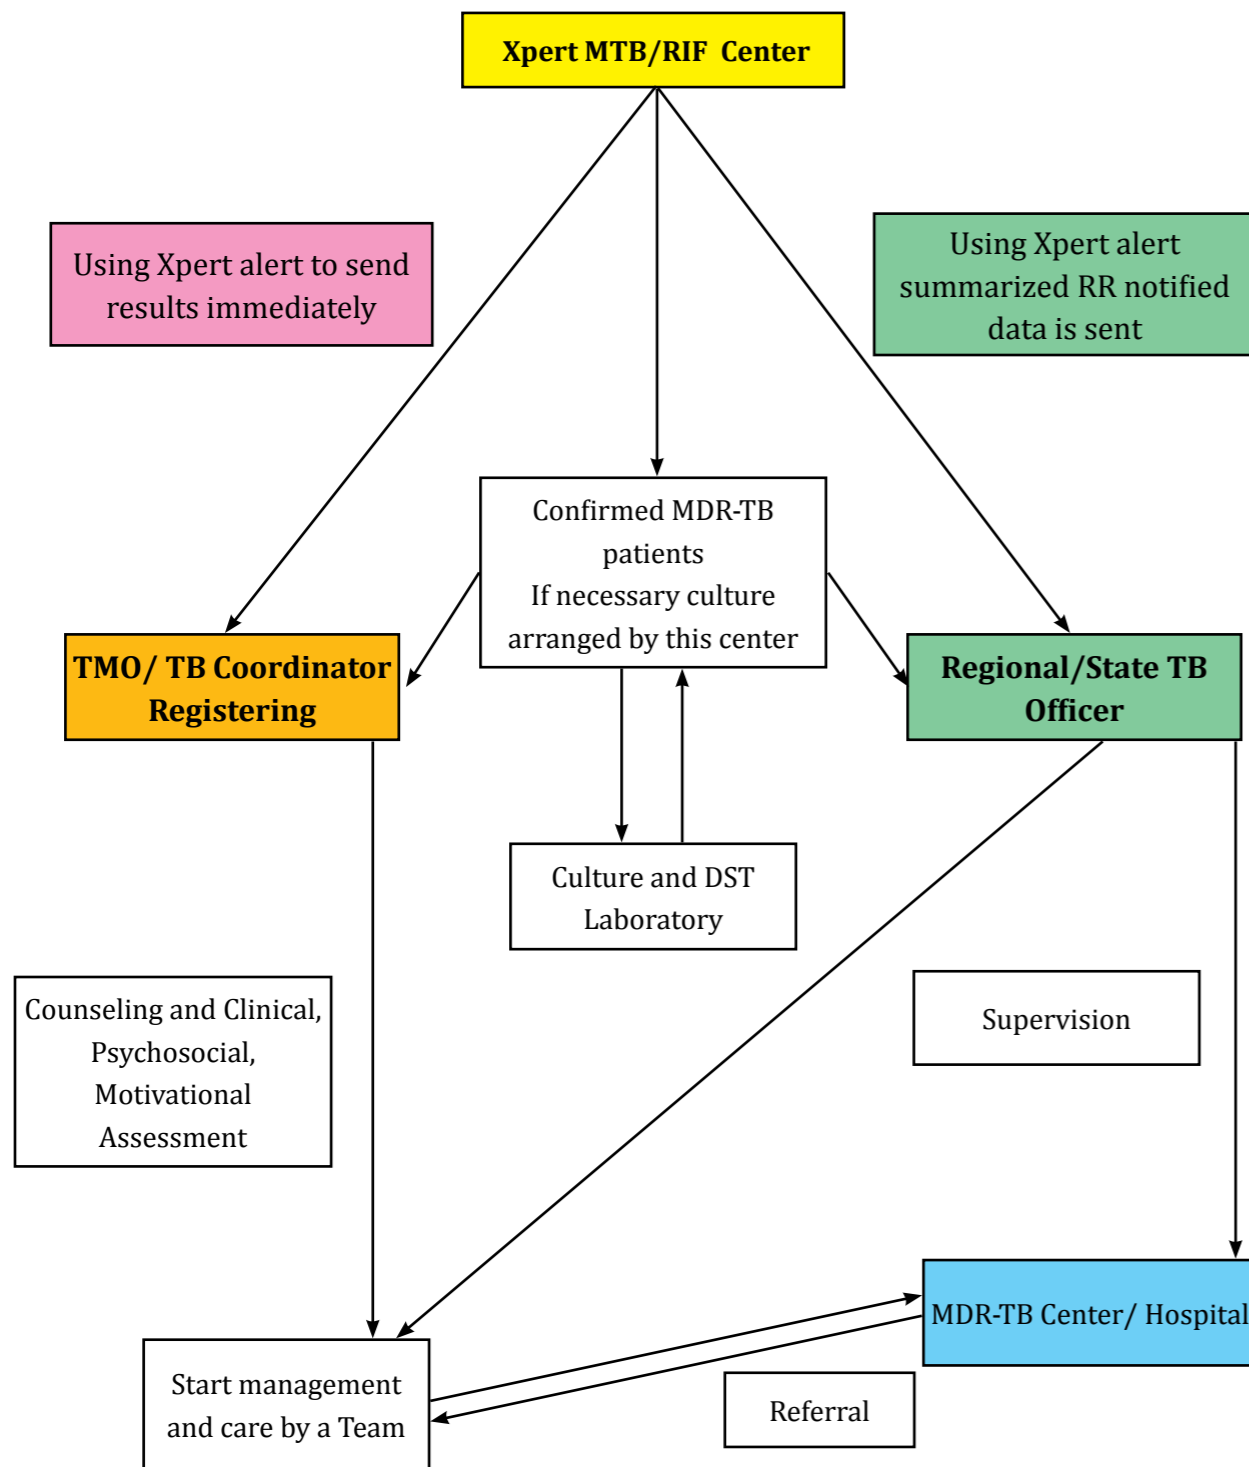 Xpert MTB/RIF Center
Using Xpert alert to send
results immediately
Using Xpert alert
summarized RR notified
data is sent
Confirmed MDR-TB
patients
If necessary culture
arranged by this center
TMO/ TB Coordinator
Registering
Regional/State TB
Officer
Culture and DST
Laboratory
Counseling and Clinical,
Psychosocial,
Motivational
Assessment
Supervision
MDR-TB Center/ Hospital
Start management
and care by a Team
Referral